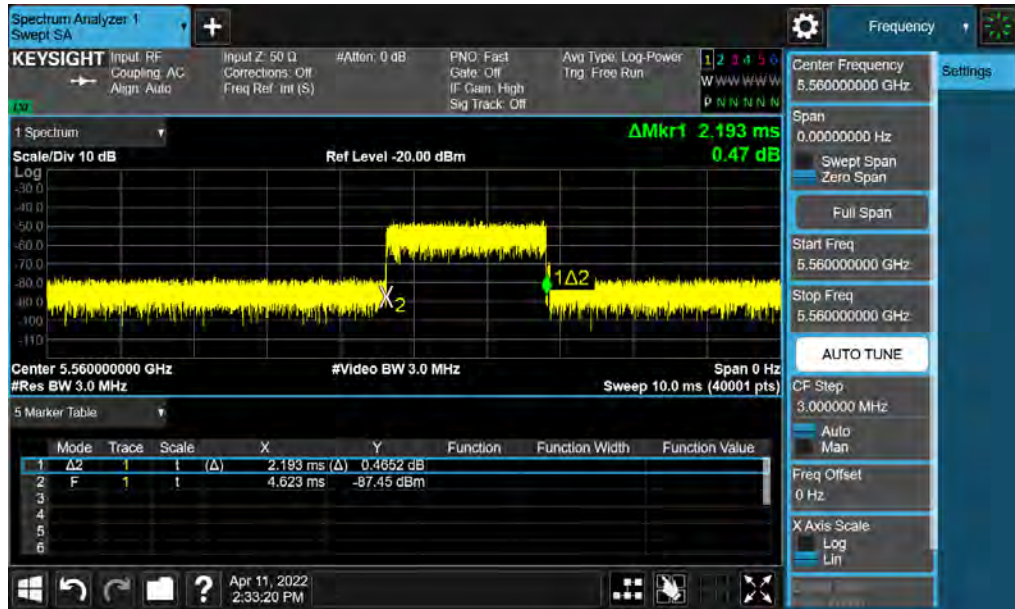 Spectrum Analyzer 1
Swept SA
+
Frequency
KEYSIGHT
Input: RF
Coupling: AC
Align: Auto
Input Z: 50 Ω
Corrections: Off
Freq Ref: Int (S)
#Atten: 0 dB
PNO: Fast
Gate: Off
IF Gain: High
Sig Track: Off
Avg Type: Log-Power
Trig: Free Run
1 2 3 4 5 6
W W W W W W
P N N N N N
Center Frequency
5.560000000 GHz
Settings
Span
0.00000000 Hz
Swept Span
Zero Span
Full Span
Start Freq
5.560000000 GHz
Stop Freq
5.560000000 GHz
AUTO TUNE
CF Step
3.000000 MHz
Auto
Man
Freq Offset
0 Hz
X Axis Scale
Log
Lin
1 Spectrum
ΔMkr1 2.193 ms
0.47 dB
Scale/Div 10 dB
Ref Level -20.00 dBm
Log
-30.0
-40.0
-50.0
-60.0
-70.0
-80.0
-90.0
-100
-110
X2
1Δ2
Center 5.560000000 GHz
#Video BW 3.0 MHz
Span 0 Hz
#Res BW 3.0 MHz
Sweep 10.0 ms (40001 pts)
5 Marker Table
Mode Trace Scale X Y Function Function Width Function Value
1 Δ2 1 t (Δ) 2.193 ms (Δ) 0.4652 dB
2 F 1 t 4.623 ms -87.45 dBm
3
4
5
6
?
Apr 11, 2022
2:33:20 PM